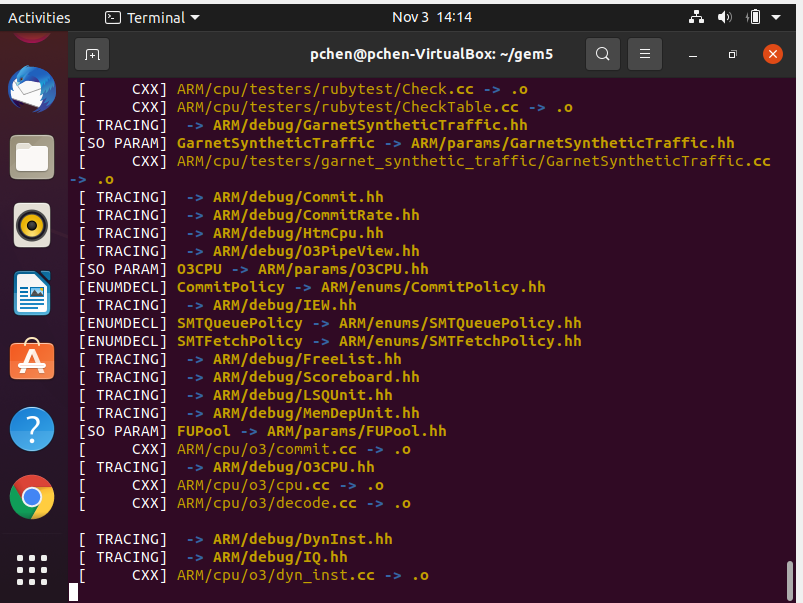 Activities Terminal Nov 3 14:14
pchen@pchen-VirtualBox: ~/gem5
[     CXX] ARM/cpu/testers/rubytest/Check.cc -> .o
[     CXX] ARM/cpu/testers/rubytest/CheckTable.cc -> .o
[ TRACING]  -> ARM/debug/GarnetSyntheticTraffic.hh
[SO PARAM] GarnetSyntheticTraffic -> ARM/params/GarnetSyntheticTraffic.hh
[     CXX] ARM/cpu/testers/garnet_synthetic_traffic/GarnetSyntheticTraffic.cc
-> .o
[ TRACING]  -> ARM/debug/Commit.hh
[ TRACING]  -> ARM/debug/CommitRate.hh
[ TRACING]  -> ARM/debug/HtmCpu.hh
[ TRACING]  -> ARM/debug/O3PipeView.hh
[SO PARAM] O3CPU -> ARM/params/O3CPU.hh
[ENUMDECL] CommitPolicy -> ARM/enums/CommitPolicy.hh
[ TRACING]  -> ARM/debug/IEW.hh
[ENUMDECL] SMTQueuePolicy -> ARM/enums/SMTQueuePolicy.hh
[ENUMDECL] SMTFetchPolicy -> ARM/enums/SMTFetchPolicy.hh
[ TRACING]  -> ARM/debug/FreeList.hh
[ TRACING]  -> ARM/debug/Scoreboard.hh
[ TRACING]  -> ARM/debug/LSQUnit.hh
[ TRACING]  -> ARM/debug/MemDepUnit.hh
[SO PARAM] FUPool -> ARM/params/FUPool.hh
[     CXX] ARM/cpu/o3/commit.cc -> .o
[ TRACING]  -> ARM/debug/O3CPU.hh
[     CXX] ARM/cpu/o3/cpu.cc -> .o
[     CXX] ARM/cpu/o3/decode.cc -> .o
[ TRACING]  -> ARM/debug/DynInst.hh
[ TRACING]  -> ARM/debug/IQ.hh
[     CXX] ARM/cpu/o3/dyn_inst.cc -> .o